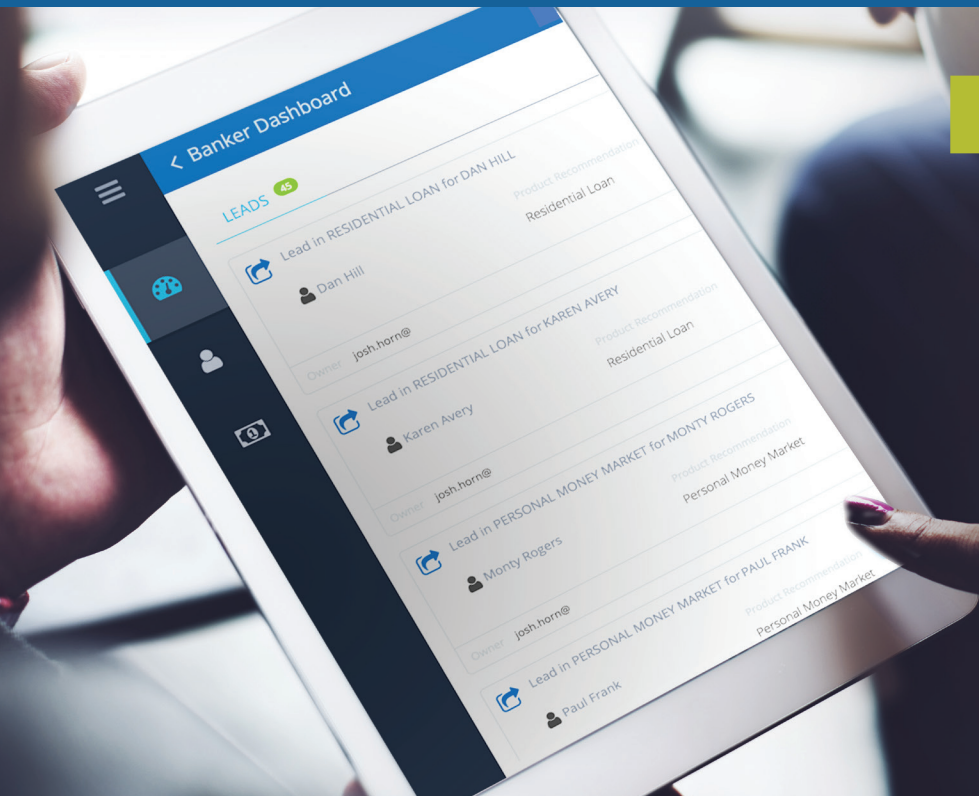 Banker Dashboard
LEADS 45
Lead in RESIDENTIAL LOAN for DAN HILL
Dan Hill
Product Recommendation
Residential Loan
Owner josh.horn@
Lead in RESIDENTIAL LOAN for KAREN AVERY
Karen Avery
Product Recommendation
Residential Loan
Owner josh.horn@
Lead in PERSONAL MONEY MARKET for MONTY ROGERS
Monty Rogers
Product Recommendation
Personal Money Market
Owner josh.horn@
Lead in PERSONAL MONEY MARKET for PAUL FRANK
Paul Frank
Product Recommendation
Personal Money Market